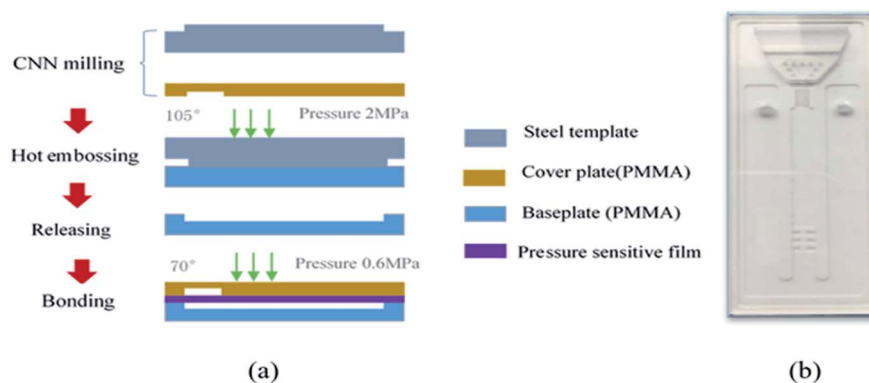 CNN milling
105°
Pressure 2MPa
Hot embossing
Releasing
70°
Pressure 0.6MPa
Bonding
Steel template
Cover plate(PMMA)
Baseplate (PMMA)
Pressure sensitive film
(a)
(b)